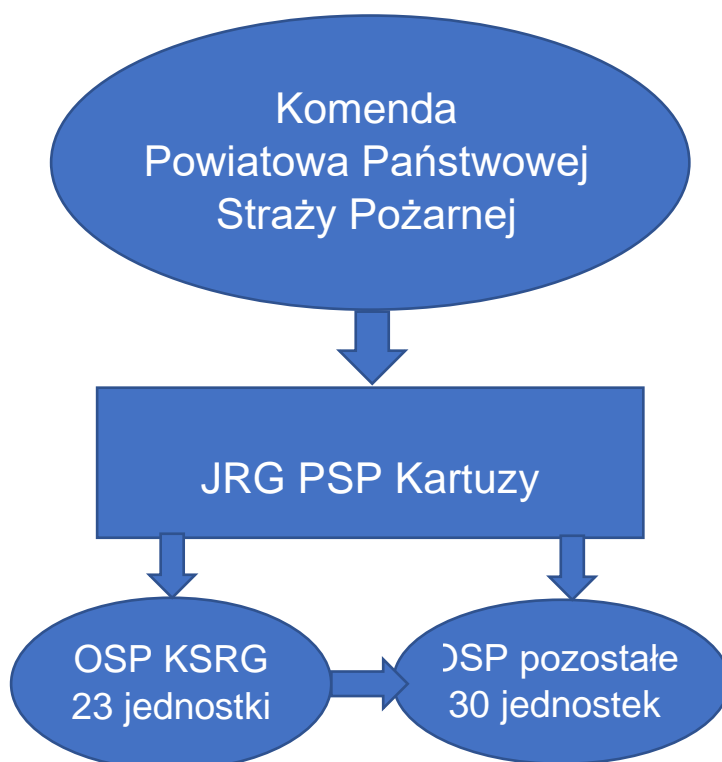 Komenda
Powiatowa Państwowej
Straży Pożarnej
JRG PSP Kartuzy
OSP KSRG
23 jednostki
OSP pozostałe
30 jednostek